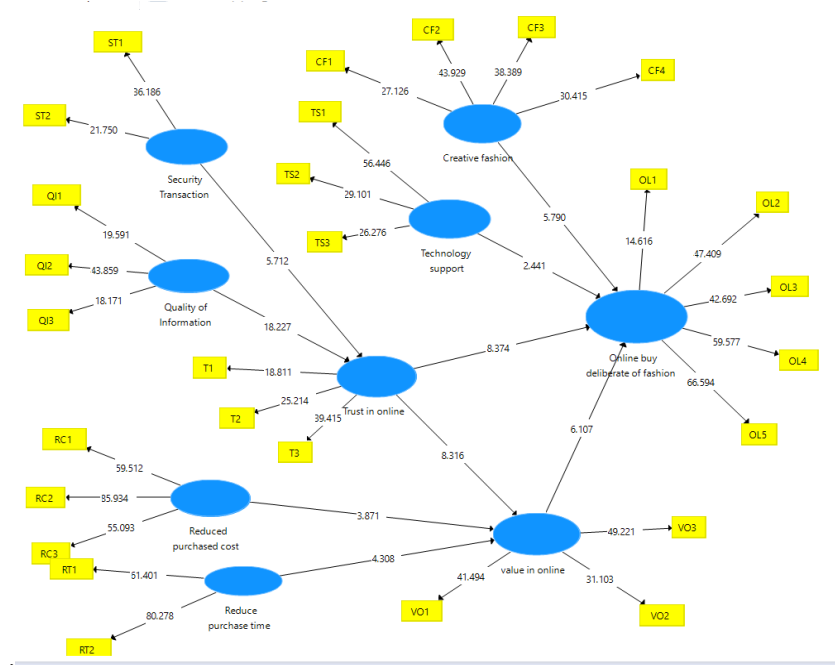 ST1
36.186
ST2
21.750
Security
Transaction
5.712
QI1
19.591
QI2
43.859
QI3
18.171
Quality of
Information
18.227
CF1
27.126
CF2
43.929
CF3
38.389
CF4
30.415
Creative fashion
5.790
TS1
56.446
TS2
29.101
TS3
26.276
Technology
support
2.441
OL1
14.616
OL2
47.409
OL3
42.692
OL4
59.577
OL5
66.594
Online buy
deliberate of fashion
8.374
T1
18.811
T2
25.214
T3
39.415
Trust in online
8.316
6.107
RC1
59.512
RC2
35.934
RC3
55.093
Reduced
purchased cost
3.871
RT1
61.401
RT2
80.278
Reduce
purchase time
4.308
value in online
VO1
41.494
VO2
31.103
VO3
49.221